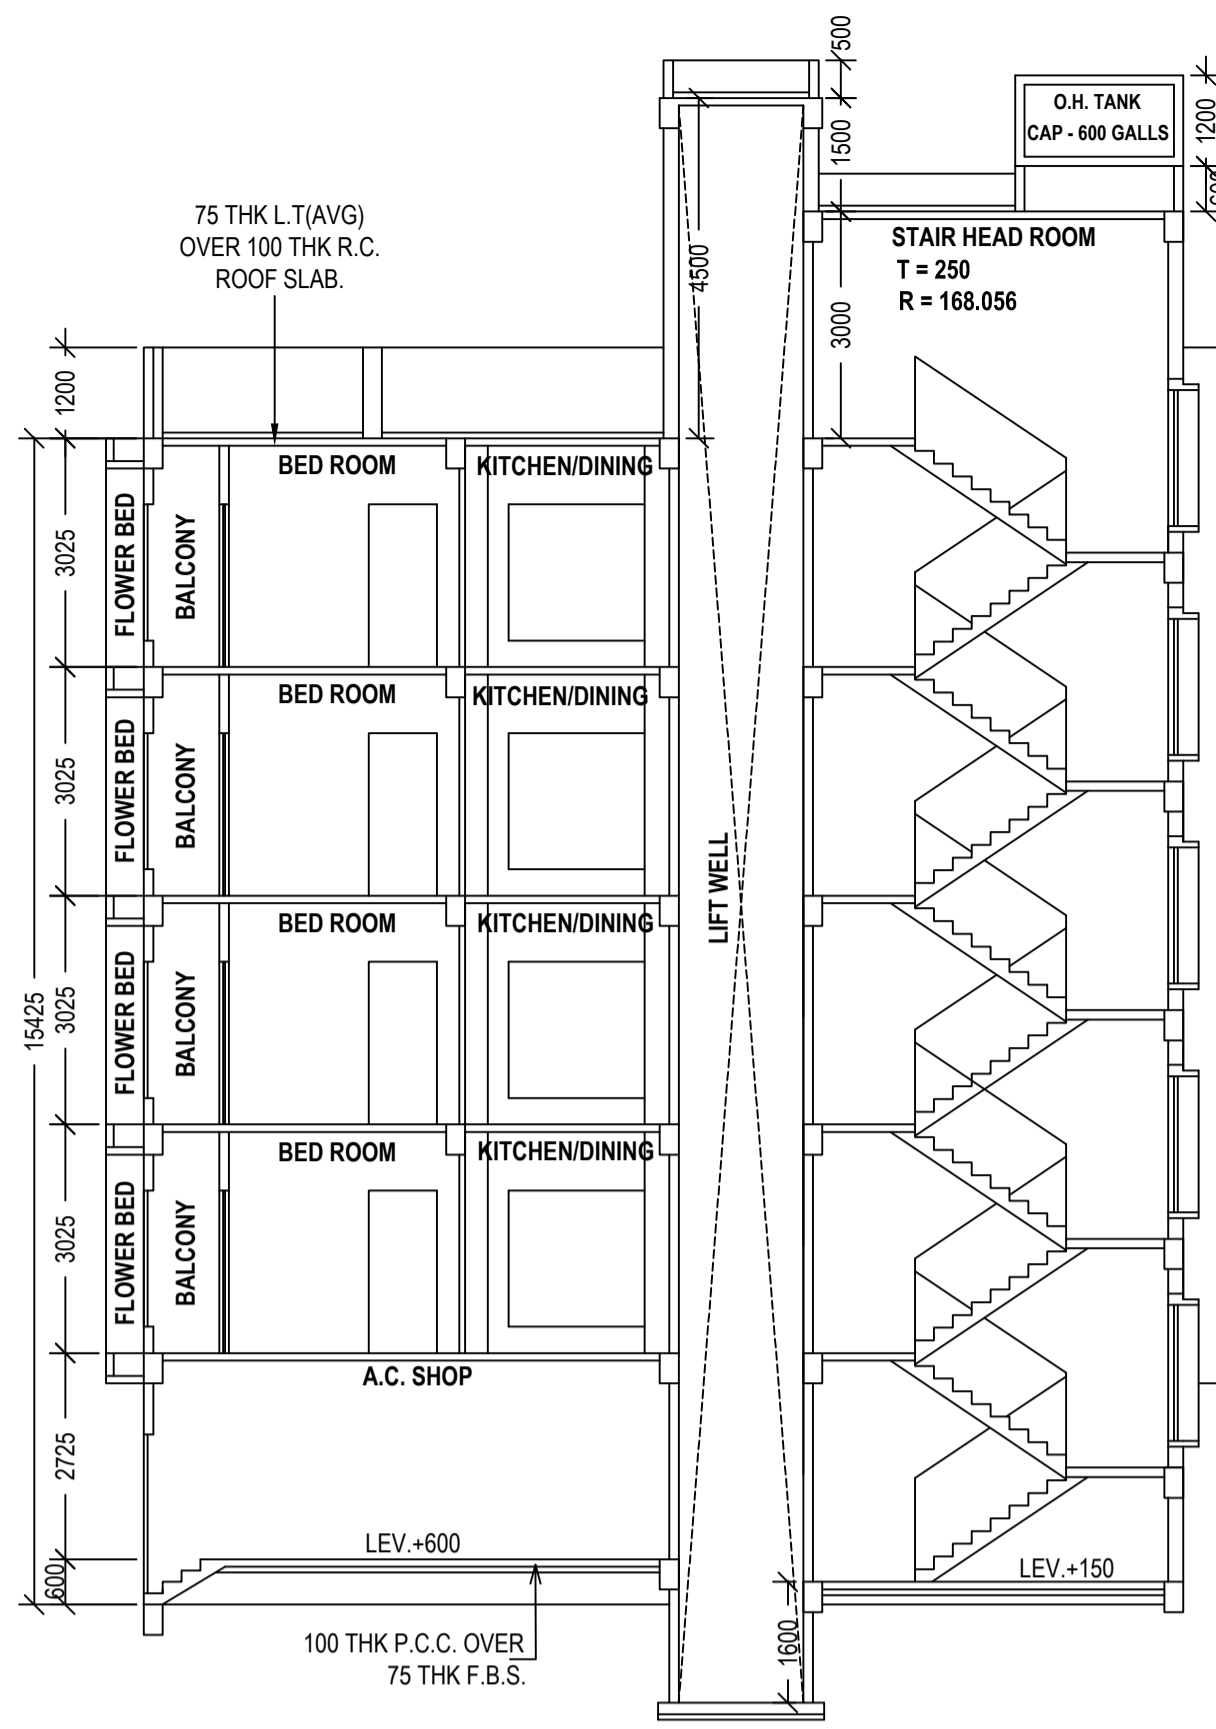 500
O.H. TANK
CAP - 600 GALLS
1200
1500
75 THK L.T(AVG)
OVER 100 THK R.C.
ROOF SLAB.
STAIR HEAD ROOM
T = 250
R = 168.056
4500
3000
1200
BED ROOM
KITCHEN/DINING
3025
FLOWER BED
BALCONY
BED ROOM
KITCHEN/DINING
3025
FLOWER BED
BALCONY
LIFT WELL
BED ROOM
KITCHEN/DINING
15425
3025
FLOWER BED
BALCONY
BED ROOM
KITCHEN/DINING
3025
FLOWER BED
BALCONY
A.C. SHOP
2725
LEV.+600
LEV.+150
600
100 THK P.C.C. OVER
75 THK F.B.S.
1600